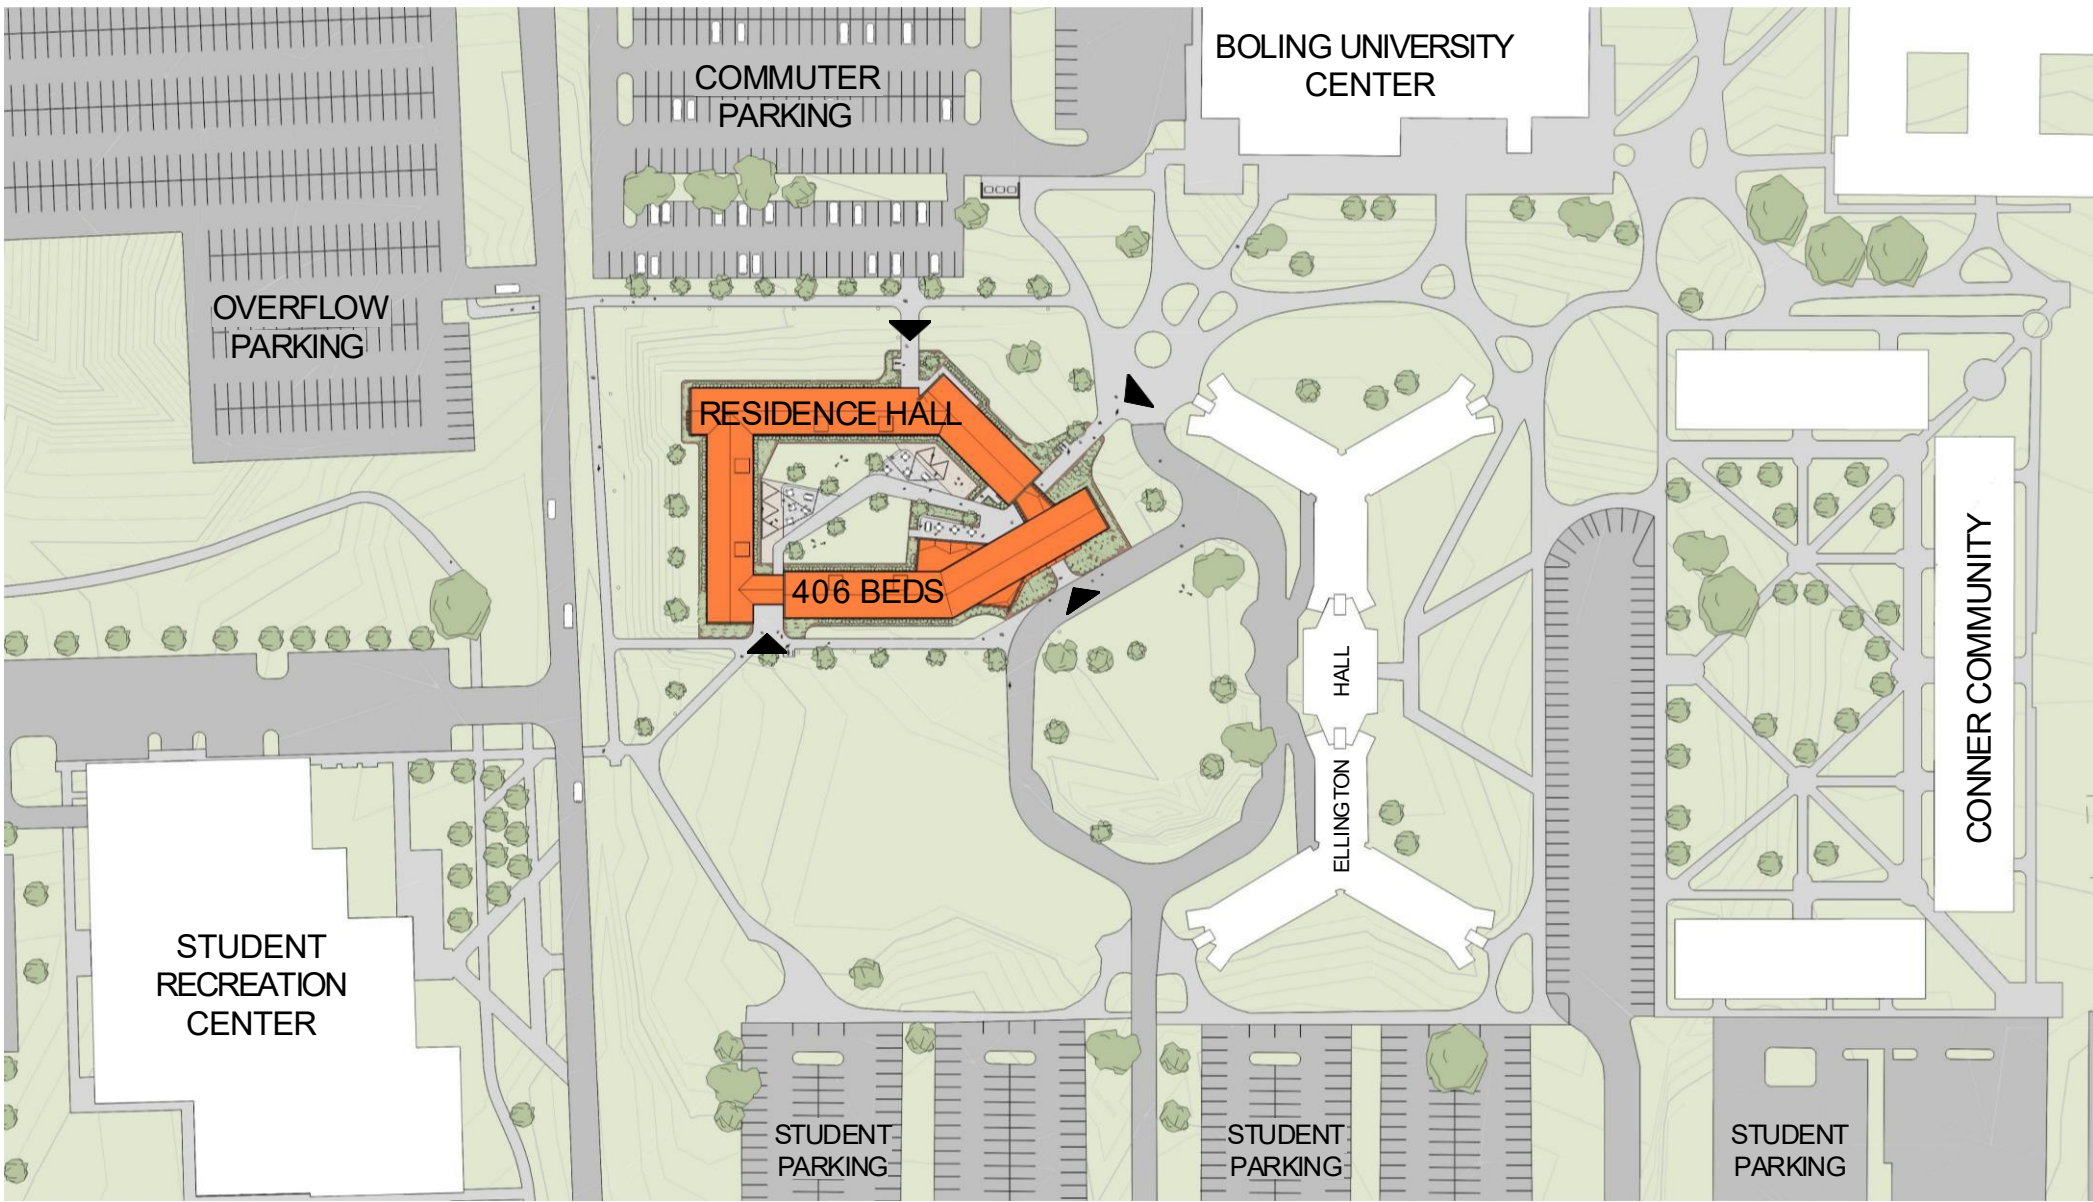 BOLING UNIVERSITY
CENTER
COMMUTER
PARKING
OVERFLOW
PARKING
RESIDENCE HALL
406 BEDS
ELLINGTON HALL
CONNER COMMUNITY
STUDENT
RECREATION
CENTER
STUDENT
PARKING
STUDENT
PARKING
STUDENT
PARKING